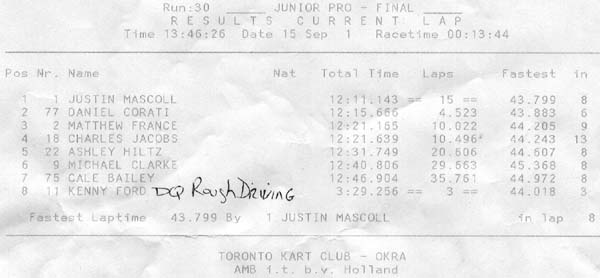 Run:30 ____ JUNIOR PRO - FINAL ____
RESULTS CURRENT LAP
Time 13:46:26 Date 15 Sep 1 Racetime 00:13:44
Pos Nr. Name Nat Total Time Laps Fastest in
1 1 JUSTIN MASCOLL 12:11.143 == 15 == 43.799 8
2 77 DANIEL CORATI 12:15.666 4.523 43.883 6
3 2 MATTHEW FRANCE 12:21.165 10.022 44.205 9
4 18 CHARLES JACOBS 12:21.639 10.496 44.243 13
5 22 ASHLEY MILTZ 12:31.749 20.606 44.607 8
6 9 MICHAEL CLARKE 12:40.806 29.663 45.368 8
7 75 CALE BAILEY 12:46.904 35.761 44.972 8
8 11 KENNY FORD DQ Rough Driving 3:29.256 == 3 == 44.018 3
Fastest Laptime 43.799 By 1 JUSTIN MASCOLL in lap 8
TORONTO KART CLUB - OKRA
AMB i.t. b.v. Holland